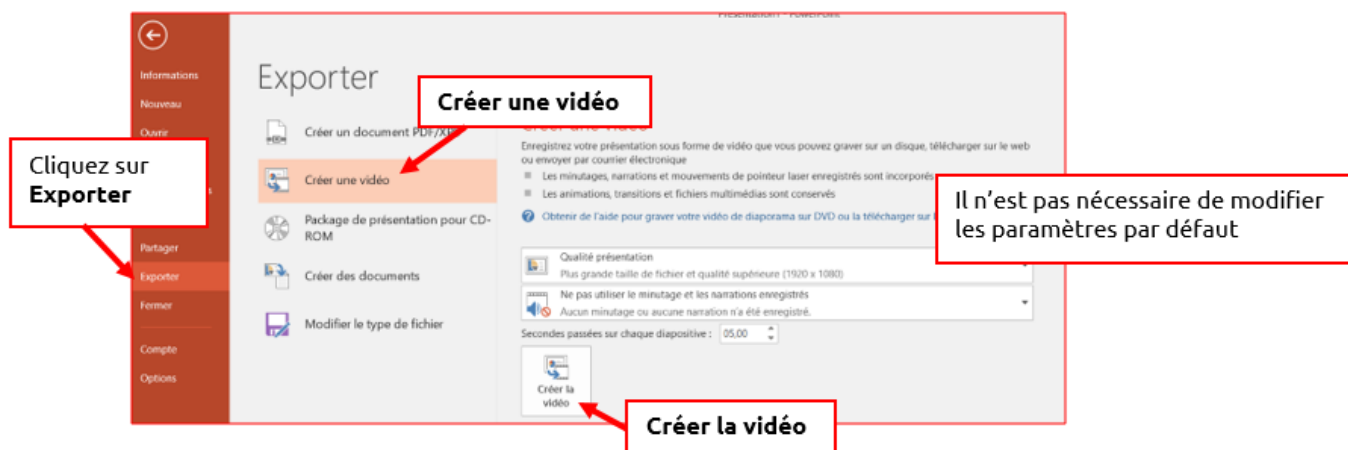 Présentation1 - PowerPoint
Informations
Nouveau
Ouvrir
Cliquez sur
Exporter
Partager
Exporter
Fermer
Compte
Options
Exporter
Créer une vidéo
Créer un document PDF/
Créer une vidéo
Package de présentation pour CD-
ROM
Créer des documents
Modifier le type de fichier
Créer une vidéo
Enregistrez votre présentation sous forme de vidéo que vous pouvez graver sur un disque, télécharger sur le web
ou envoyer par courrier électronique
Les minutages, narrations et mouvements de pointeur laser enregistrés sont incorporés
Les animations, transitions et fichiers multimédias sont conservés
Obtenir de l'aide pour graver votre vidéo de diaporama sur DVD ou la télécharger sur
Il n'est pas nécessaire de modifier
les paramètres par défaut
Qualité présentation
Plus grande taille de fichier et qualité supérieure (1920 x 1080)
Ne pas utiliser le minutage et les narrations enregistrés
Aucun minutage ou aucune narration n'a été enregistré.
Secondes passées sur chaque diapositive : 05,00
Créer la
vidéo
Créer la vidéo